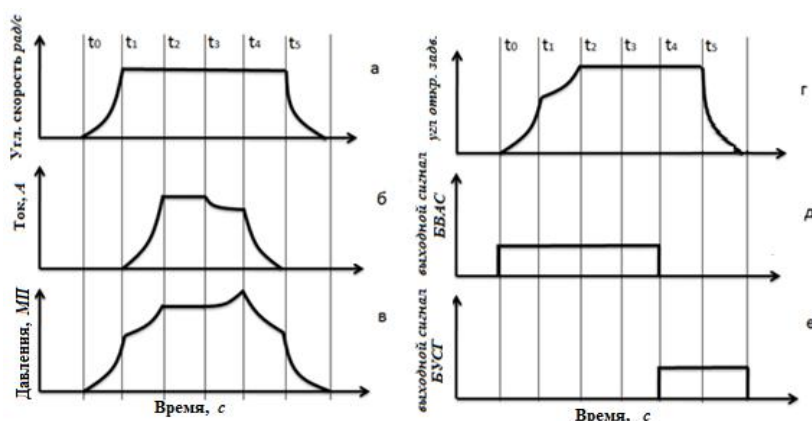 Угл. скорость рад/с
t₀ t₁ t₂ t₃ t₄ t₅
а
Ток, А
б
Давления, МП
в
Время, с
угл откр. задв.
t₀ t₁ t₂ t₃ t₄ t₅
г
выходной сигнал
БВАС
д
выходной сигнал
БУСТ
е
Время, с